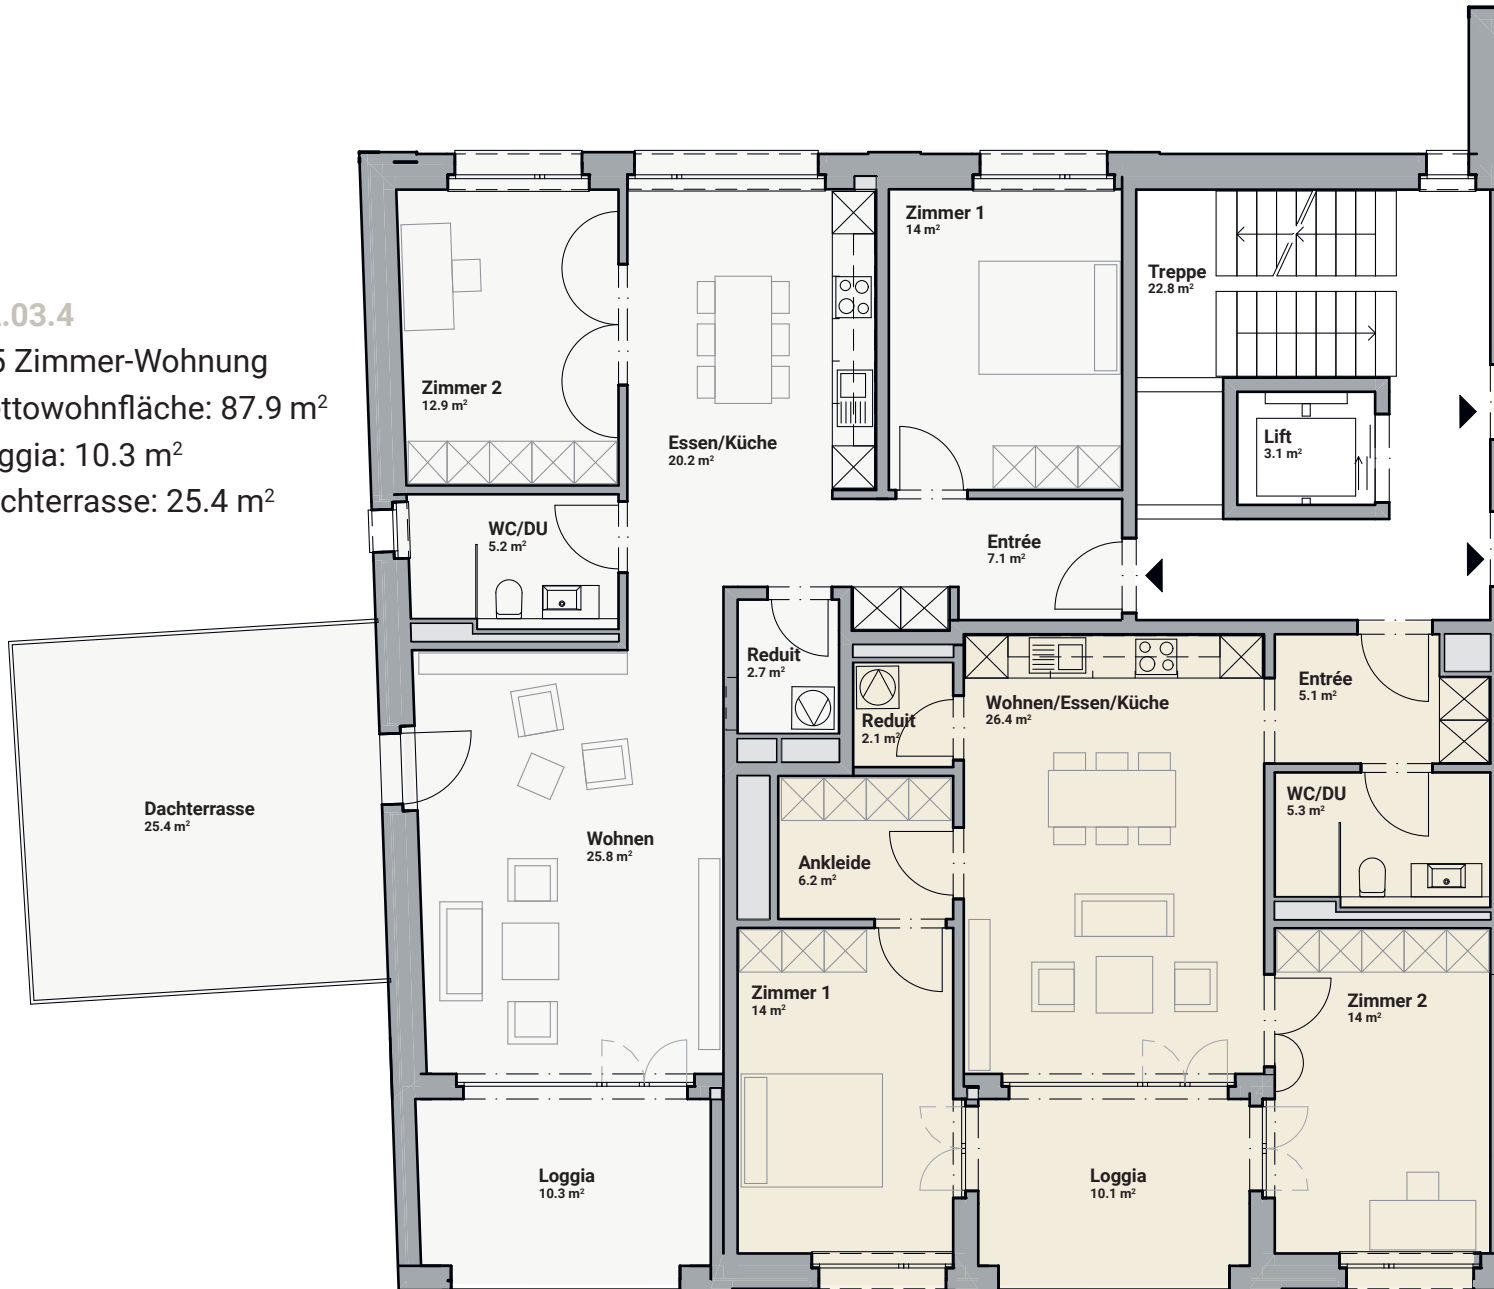 .03.4
5 Zimmer-Wohnung
ttowohnfläche: 87.9 m²
ggia: 10.3 m²
chterrasse: 25.4 m²
Zimmer 2
12.9 m²
Essen/Küche
20.2 m²
Zimmer 1
14 m²
Treppe
22.8 m²
Lift
3.1 m²
WC/DU
5.2 m²
Entrée
7.1 m²
Reduit
2.7 m²
Reduit
2.1 m²
Wohnen/Essen/Küche
26.4 m²
Entrée
5.1 m²
WC/DU
5.3 m²
Dachterrasse
25.4 m²
Wohnen
25.8 m²
Ankleide
6.2 m²
Zimmer 1
14 m²
Zimmer 2
14 m²
Loggia
10.3 m²
Loggia
10.1 m²